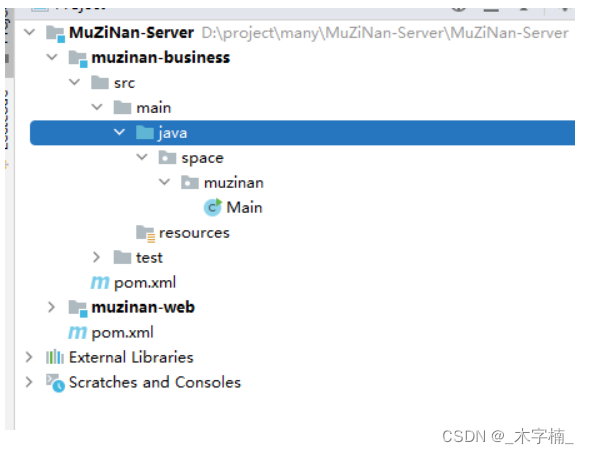 MuZiNan-Server D:\project\many\MuZiNan-Server\MuZiNan-Server
muzinan-business
src
main
java
space
muzinan
Main
resources
test
pom.xml
muzinan-web
pom.xml
External Libraries
Scratches and Consoles
CSDN @_木字楠_